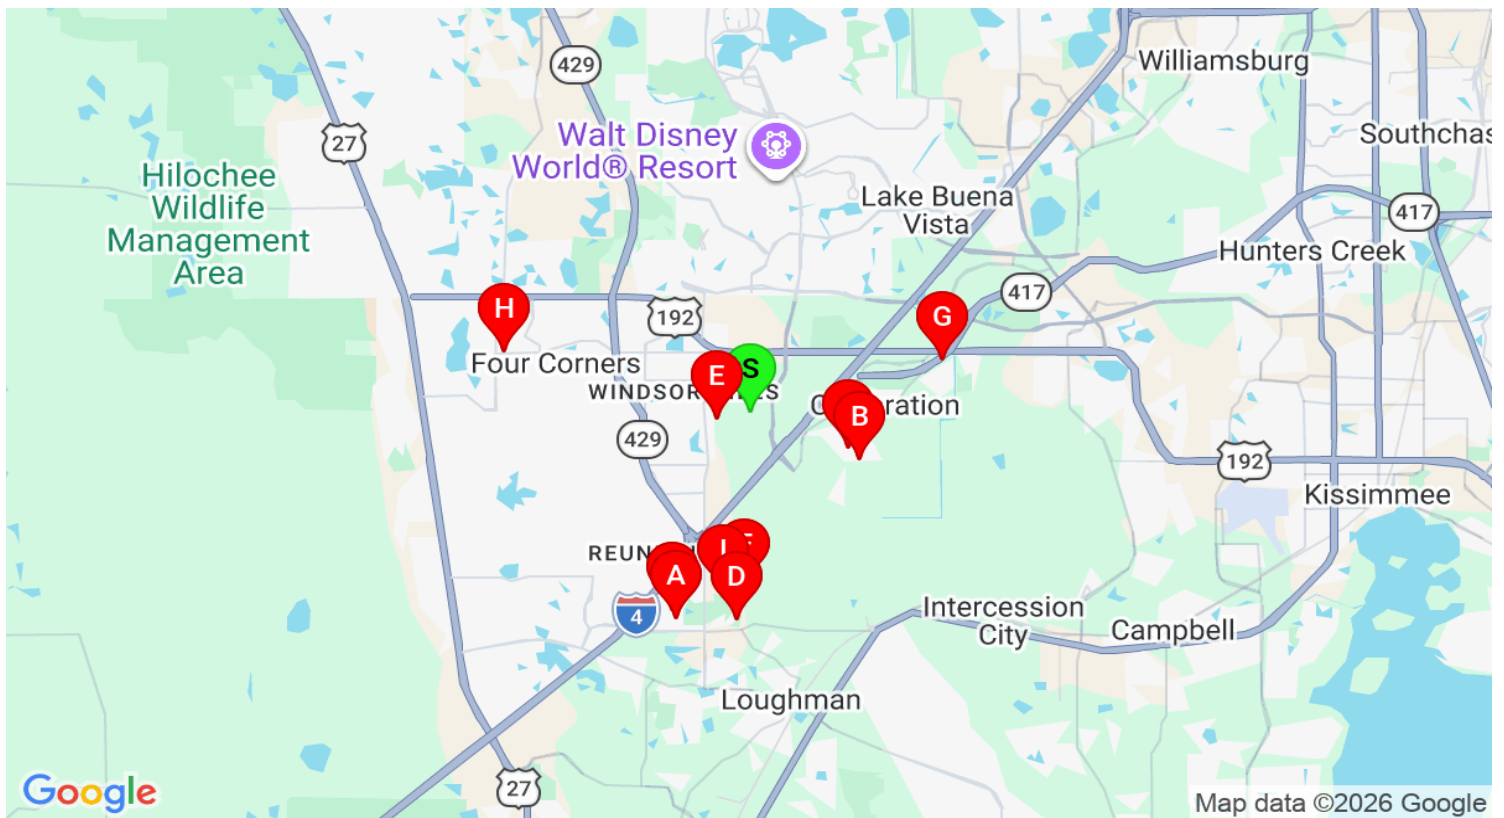 Williamsburg
429
Walt Disney
World® Resort
27
Southchas
Hilochee
Wildlife
Management
Area
Lake Buena
Vista
417
Hunters Creek
417
H
192
G
Four Corners
E
S
WINDSOR
B
429
192
Kissimmee
A
D
4
Intercession
City
Campbell
Loughman
27
Google
Map data ©2026 Google